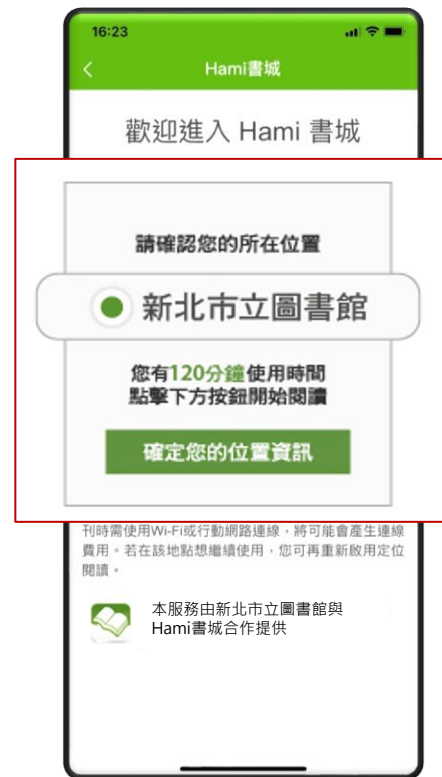 16:23
Hami書城
歡迎進入 Hami 書城
請確認您的所在位置
新北市立圖書館
您有120分鐘使用時間
點擊下方按鈕開始閱讀
確定您的位置資訊
刊時需使用Wi-Fi或行動網路連線，將可能會產生連線
費用。若在該地點想繼續使用，您可再重新啟用定位
閱讀。
本服務由新北市立圖書館與
Hami書城合作提供